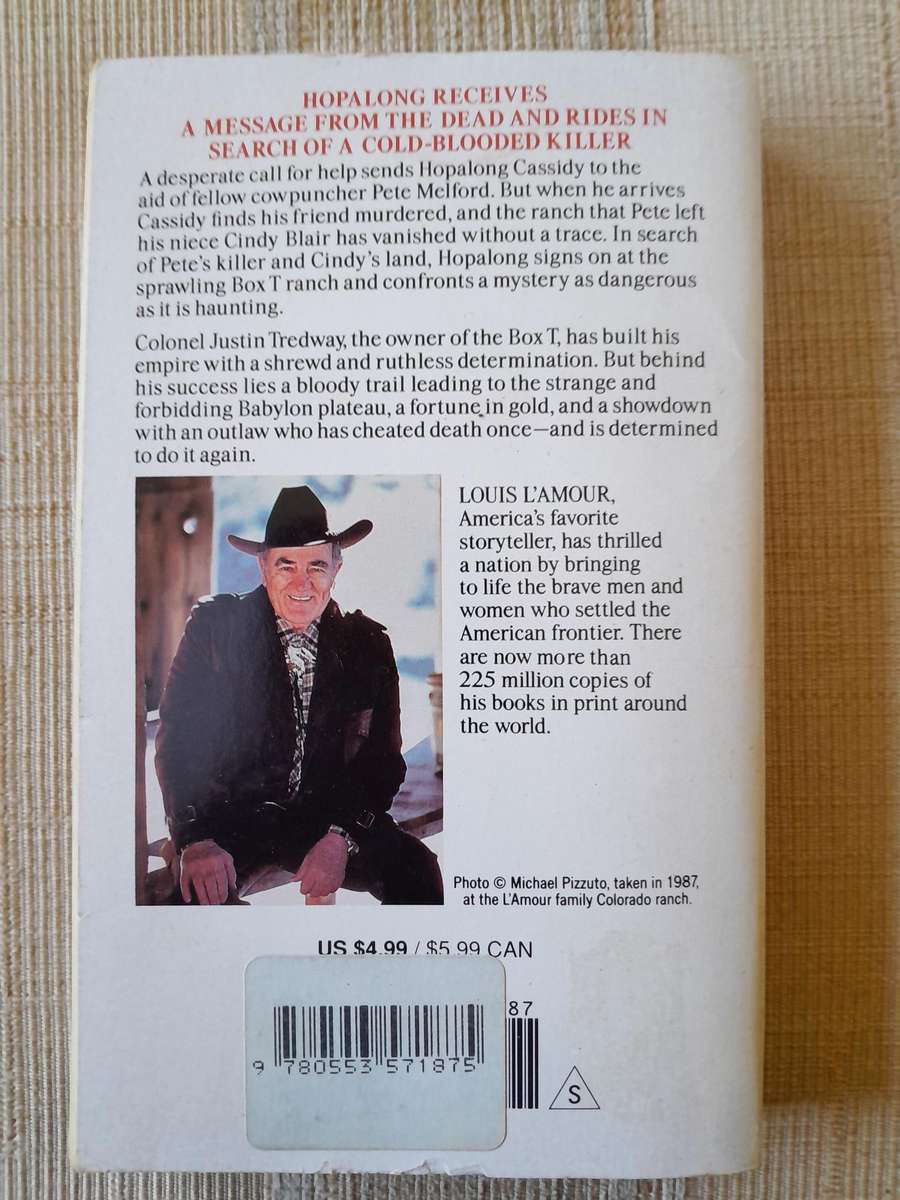 HOPALONG RECEIVES
A MESSAGE FROM THE DEAD AND RIDES IN
SEARCH OF A COLD-BLOODED KILLER
A desperate call for help sends Hopalong Cassidy to the
aid of fellow cowpuncher Pete Melford. But when he arrives
Cassidy finds his friend murdered, and the ranch that Pete left
his niece Cindy Blair has vanished without a trace. In search
of Pete's killer and Cindy's land, Hopalong signs on at the
sprawling Box T ranch and confronts a mystery as dangerous
as it is haunting.
Colonel Justin Tredway, the owner of the Box T, has built his
empire with a shrewd and ruthless determination. But behind
his success lies a bloody trail leading to the strange and
forbidding Babylon plateau, a fortune in gold, and a showdown
with an outlaw who has cheated death once—and is determined
to do it again.
LOUIS L'AMOUR,
America's favorite
storyteller, has thrilled
a nation by bringing
to life the brave men and
women who settled the
American frontier. There
are now more than
225 million copies of
his books in print around
the world.
Photo © Michael Pizzuto, taken in 1987,
at the L'Amour family Colorado ranch.
US $4.99 / $5.99 CAN
87
9 780553 571875
S